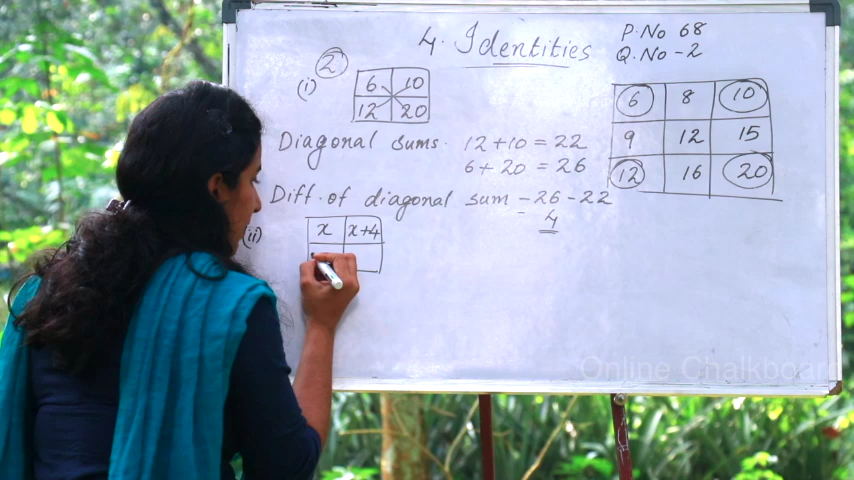 4. Identities
P.No 68
Q.No - 2
2
(i)
6 10
12 20
6 8 10
9 12 15
12 16 20
Diagonal sums. 12 + 10 = 22
6 + 20 = 26
Diff. of diagonal sum - 26 - 22
- 4
(ii)
x x+4
Online Chalkboard